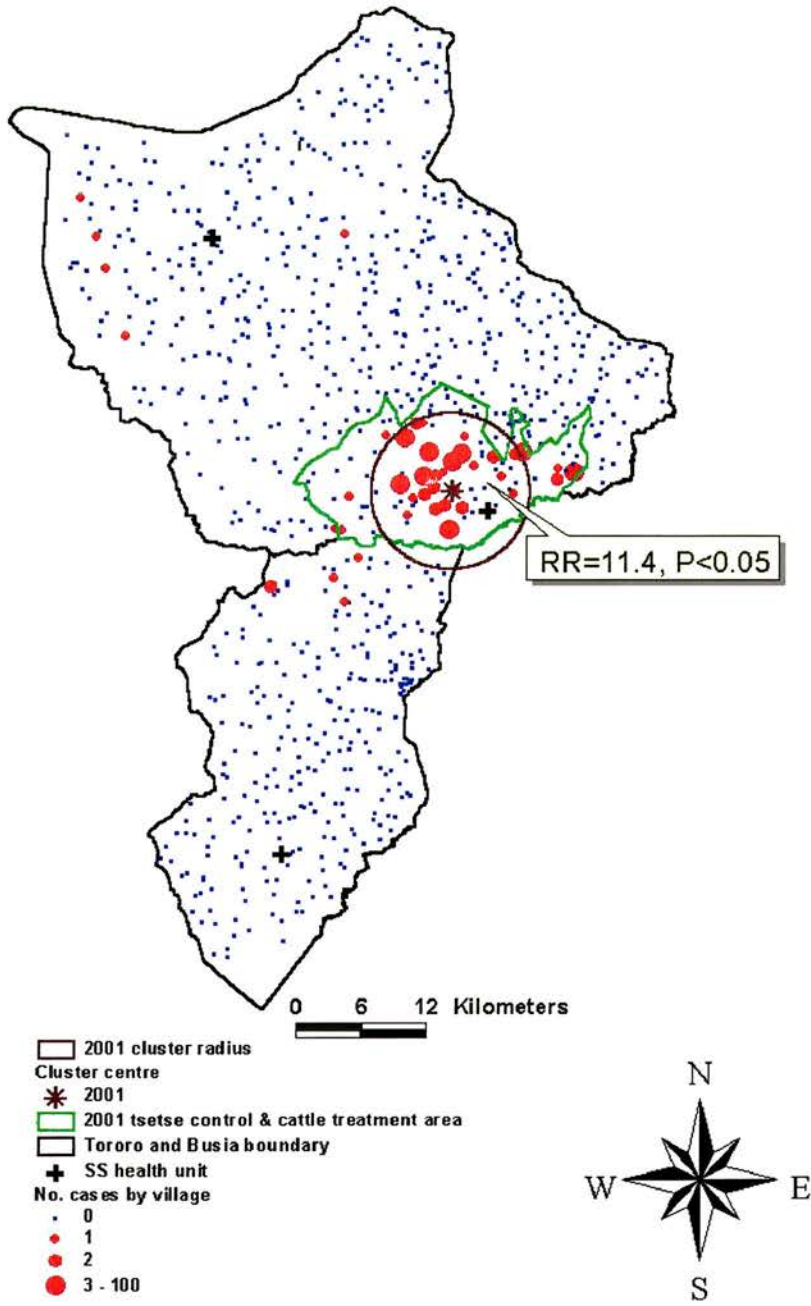 RR=11.4, P<0.05
0 6 12 Kilometers
2001 cluster radius
Cluster centre
2001
2001 tsetse control & cattle treatment area
Tororo and Busia boundary
SS health unit
No. cases by village
0
1
2
3 - 100
N
W E
S